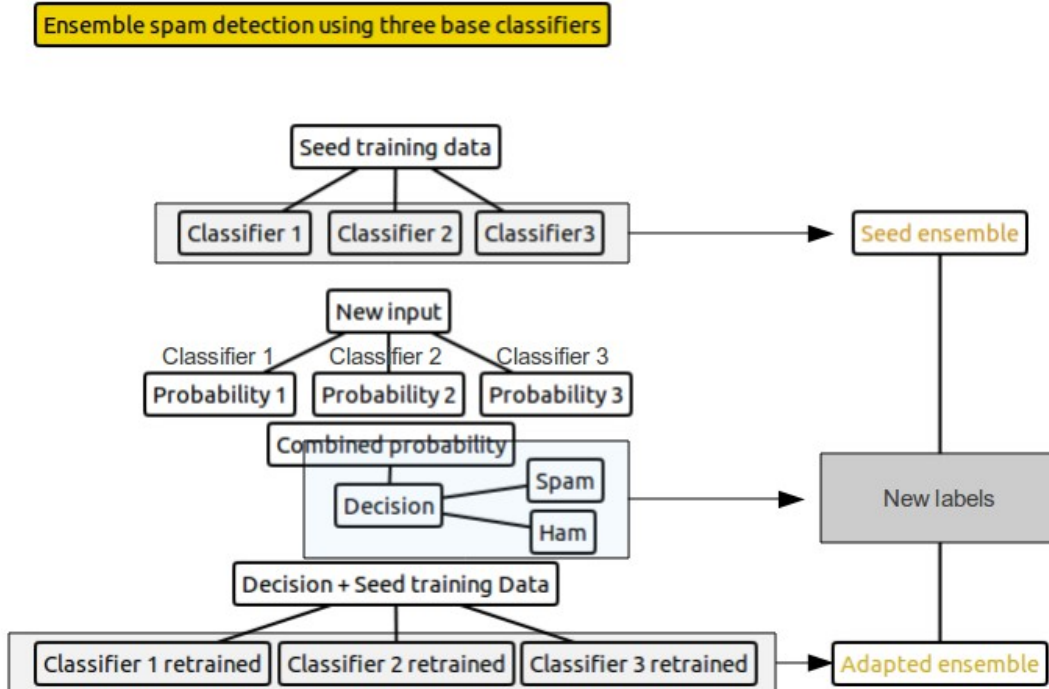 Ensemble spam detection using three base classifiers
Seed training data
Classifier 1
Classifier 2
Classifier3
Seed ensemble
New input
Classifier 1
Classifier 2
Classifier 3
Probability 1
Probability 2
Probability 3
Combined probability
Decision
Spam
Ham
New labels
Decision + Seed training Data
Classifier 1 retrained
Classifier 2 retrained
Classifier 3 retrained
Adapted ensemble